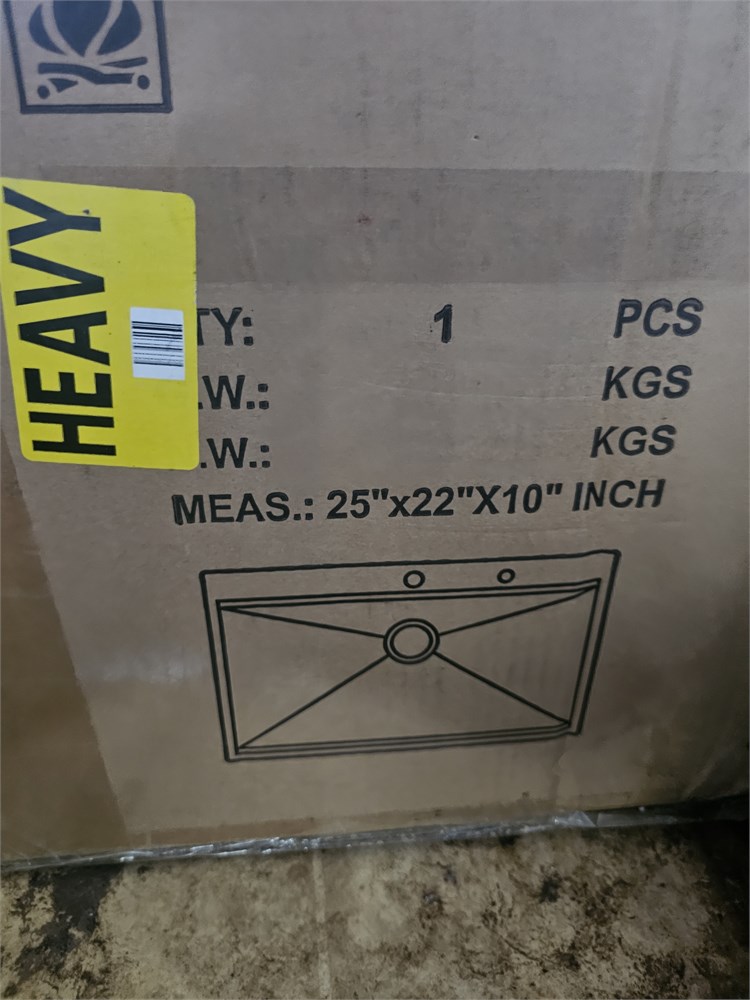 HEAVY
TY: 1 PCS
.W.: KGS
.W.: KGS
MEAS.: 25"x22"X10" INCH